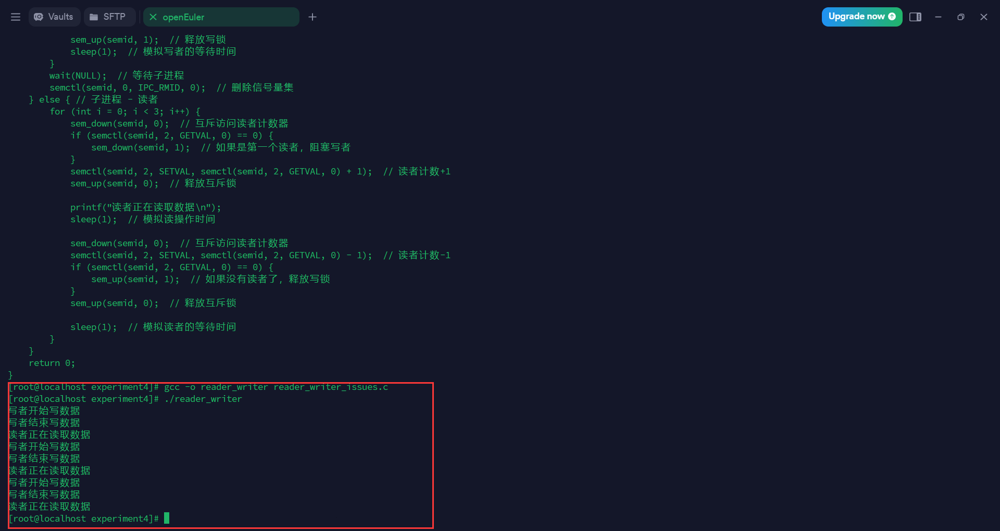 Vaults SFTP openEuler Upgrade now
            sem_up(semid, 1);  // 释放写锁
            sleep(1);  // 模拟写者的等待时间
        }
        wait(NULL);  // 等待子进程
        semctl(semid, 0, IPC_RMID, 0);  // 删除信号量集
    } else { // 子进程 - 读者
        for (int i = 0; i < 3; i++) {
            sem_down(semid, 0);  // 互斥访问读者计数器
            if (semctl(semid, 2, GETVAL, 0) == 0) {
                sem_down(semid, 1);  // 如果是第一个读者, 阻塞写者
            }
            semctl(semid, 2, SETVAL, semctl(semid, 2, GETVAL, 0) + 1);  // 读者计数+1
            sem_up(semid, 0);  // 释放互斥锁
            printf("读者正在读取数据\n");
            sleep(1);  // 模拟读操作时间
            sem_down(semid, 0);  // 互斥访问读者计数器
            semctl(semid, 2, SETVAL, semctl(semid, 2, GETVAL, 0) - 1);  // 读者计数-1
            if (semctl(semid, 2, GETVAL, 0) == 0) {
                sem_up(semid, 1);  // 如果没有读者了, 释放写锁
            }
            sem_up(semid, 0);  // 释放互斥锁
            sleep(1);  // 模拟读者的等待时间
        }
    }
    return 0;
}
[root@localhost experiment4]# gcc -o reader_writer reader_writer_issues.c
[root@localhost experiment4]# ./reader_writer
写者开始写数据
写者结束写数据
读者正在读取数据
写者开始写数据
写者结束写数据
读者正在读取数据
写者开始写数据
写者结束写数据
读者正在读取数据
[root@localhost experiment4]#